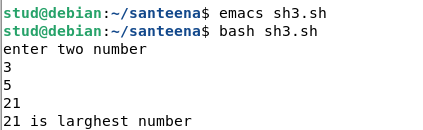 stud@debian:~/santeena$ emacs sh3.sh
stud@debian:~/santeena$ bash sh3.sh
enter two number
3
5
21
21 is larghest number